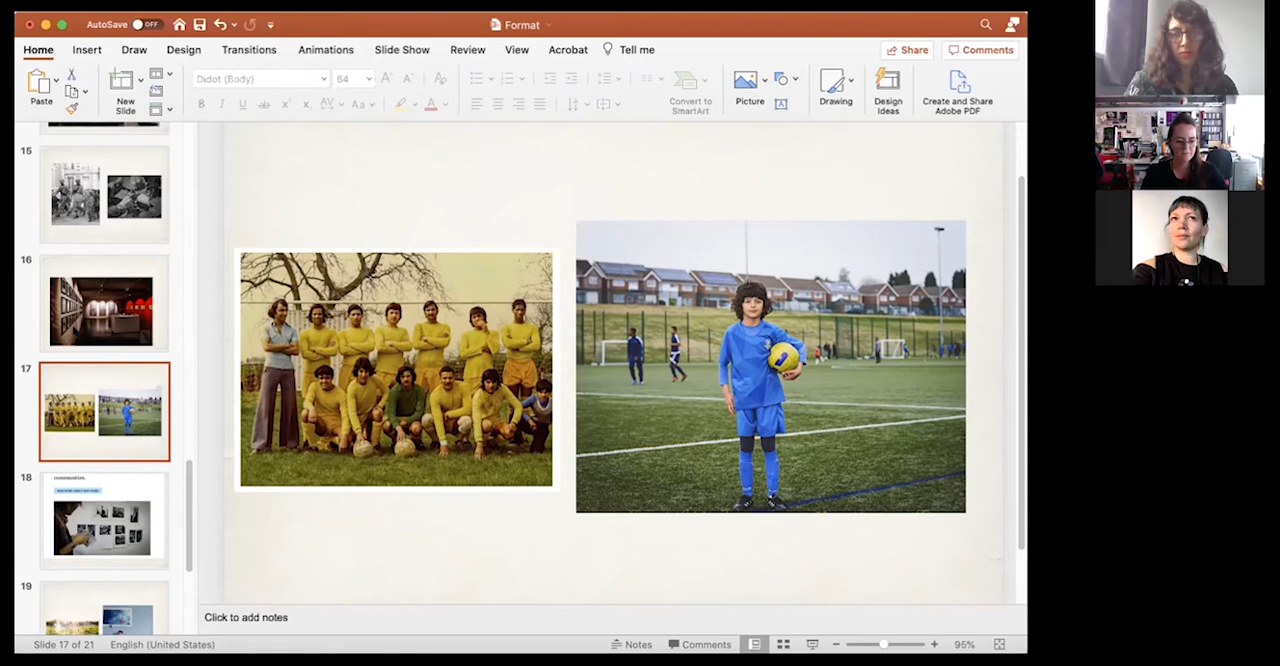 AutoSave OFF Format
Home Insert Draw Design Transitions Animations Slide Show Review View Acrobat Tell me Share Comments
Didot (Body) 64
Paste New Slide Convert to SmartArt Picture Drawing Design Ideas Create and Share Adobe PDF
15
16
17
18
communities.
19
Click to add notes
Slide 17 of 21 English (United States) Notes Comments 95%